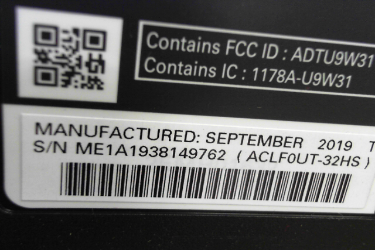 Contains FCC ID : ADTU9W31
Contains IC : 1178A-U9W31
MANUFACTURED: SEPTEMBER 2019 T
S/N ME1A1938149762 ( ACLF0UT-32HS )